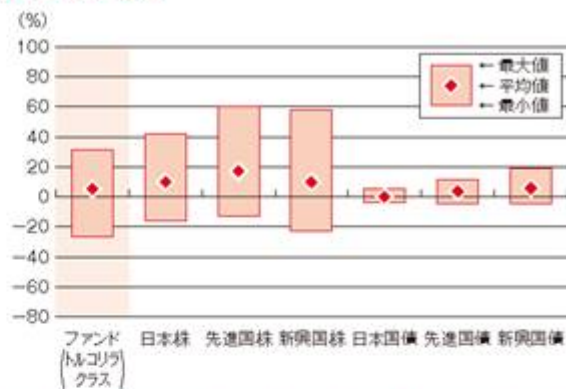 (%)
100
80
60
40
20
0
-20
-40
-60
-80
←最大値
←平均値
←最小値
ファンド
(トルコリラ
クラス)
日本株
先進国株
新興国株
日本国債
先進国債
新興国債